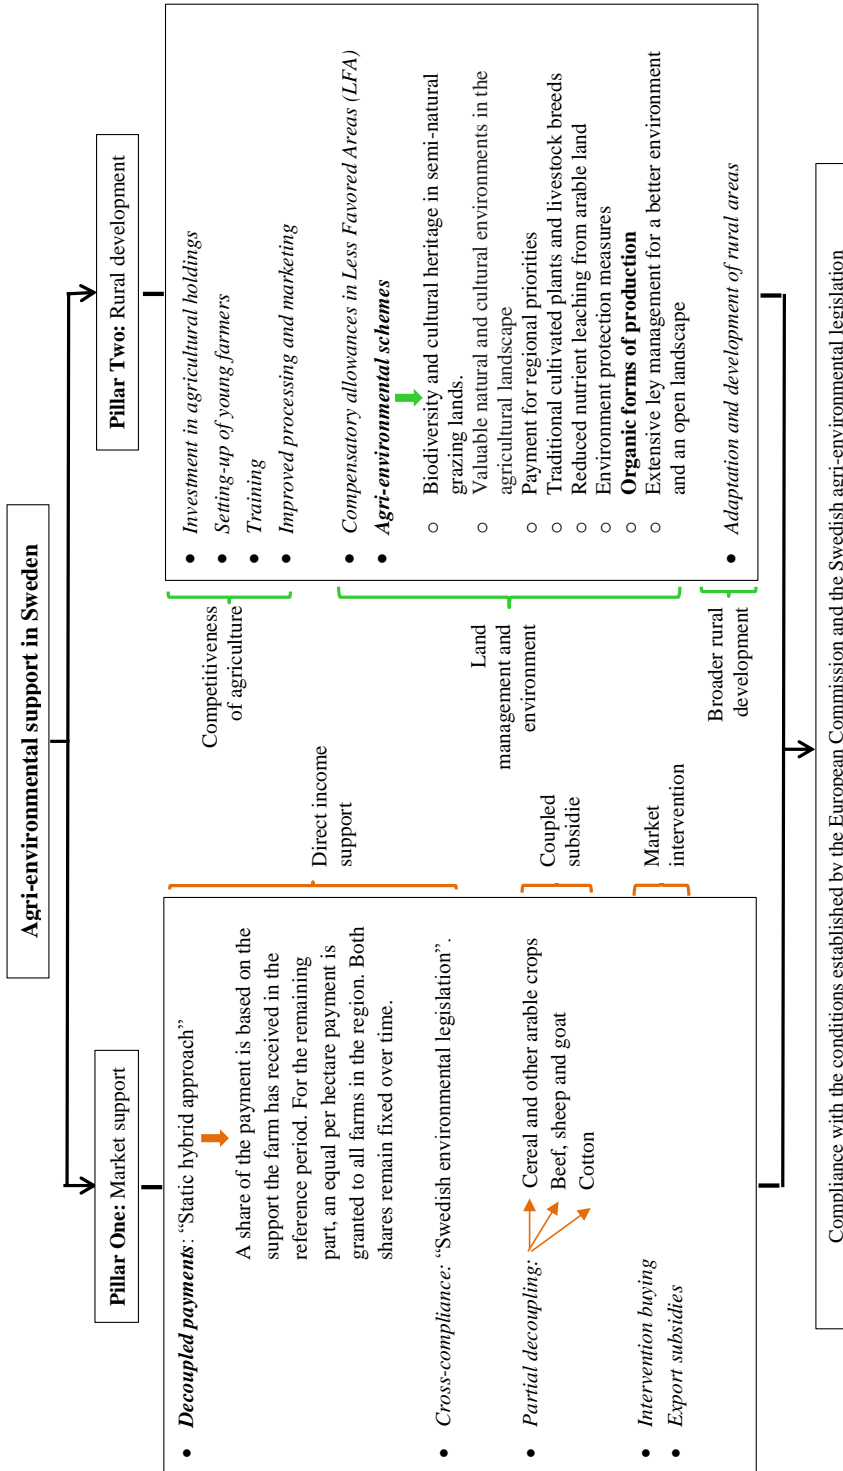 Agri-environmental support in Sweden
Pillar One: Market support
● Decoupled payments: “Static hybrid approach”
A share of the payment is based on the
support the farm has received in the
reference period. For the remaining
part, an equal per hectare payment is
granted to all farms in the region. Both
shares remain fixed over time.
● Cross-compliance: “Swedish environmental legislation”.
● Partial decoupling:
Cereal and other arable crops
Beef, sheep and goat
Cotton
● Intervention buying
● Export subsidies
Direct income
support
Coupled
subsidie
Market
intervention
Pillar Two: Rural development
Competitiveness
of agriculture
Land
management and
environment
Broader rural
development
● Investment in agricultural holdings
● Setting-up of young farmers
● Training
● Improved processing and marketing
● Compensatory allowances in Less Favored Areas (LFA)
● Agri-environmental schemes
○ Biodiversity and cultural heritage in semi-natural
grazing lands.
○ Valuable natural and cultural environments in the
agricultural landscape
○ Payment for regional priorities
○ Traditional cultivated plants and livestock breeds
○ Reduced nutrient leaching from arable land
○ Environment protection measures
○ Organic forms of production
○ Extensive ley management for a better environment
and an open landscape
● Adaptation and development of rural areas
Compliance with the conditions established by the European Commission and the Swedish agri-environmental legislation